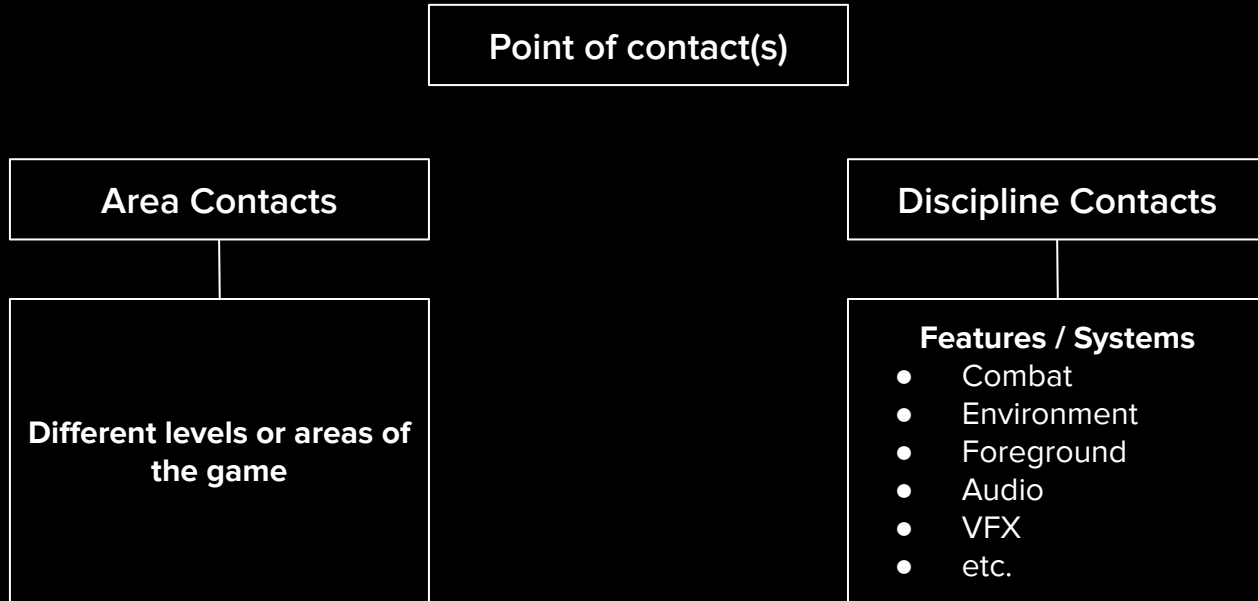 Point of contact(s)
Area Contacts
Discipline Contacts
Different levels or areas of
the game
Features / Systems
● Combat
● Environment
● Foreground
● Audio
● VFX
● etc.